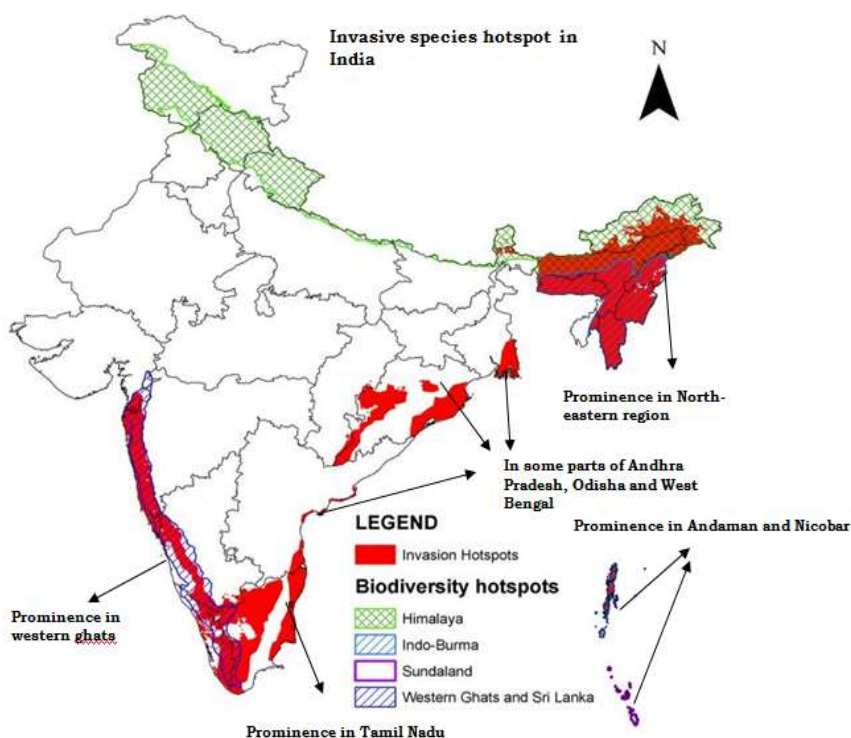 Invasive species hotspot in
India
N
Prominence in North-
eastern region
In some parts of Andhra
Pradesh, Odisha and West
Bengal
Prominence in Andaman and Nicobar
LEGEND
Invasion Hotspots
Biodiversity hotspots
Himalaya
Indo-Burma
Sundaland
Western Ghats and Sri Lanka
Prominence in
western ghats
Prominence in Tamil Nadu